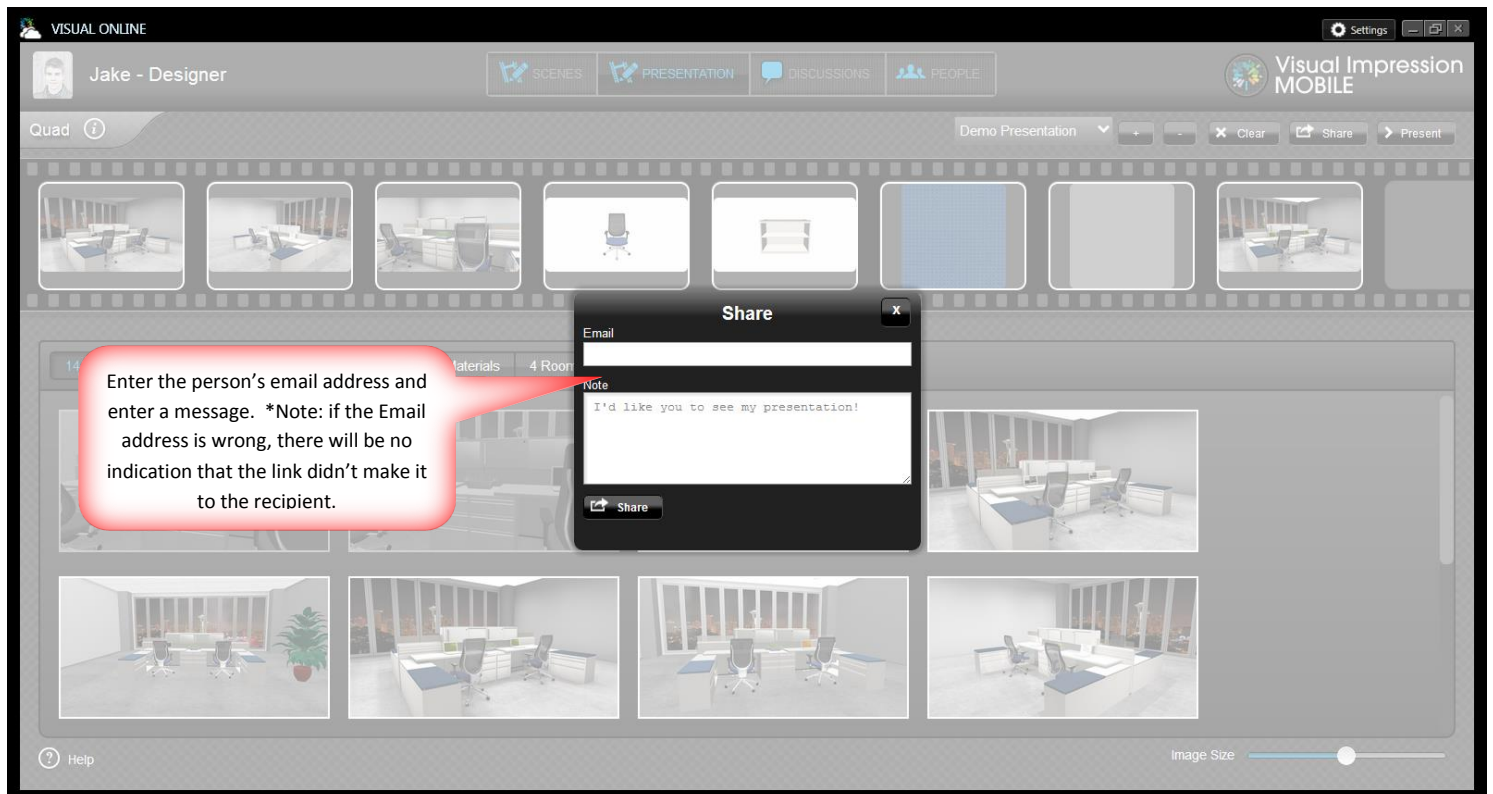 VISUAL ONLINE
Settings
Jake - Designer
SCENES
PRESENTATION
DISCUSSIONS
PEOPLE
Visual Impression
MOBILE
Quad
Demo Presentation
+
-
Clear
Share
Present
Share
x
Email
14
Materials
4 Room
Enter the person’s email address and
enter a message. *Note: if the Email
address is wrong, there will be no
indication that the link didn’t make it
to the recipient.
Note
I'd like you to see my presentation!
Share
Help
Image Size